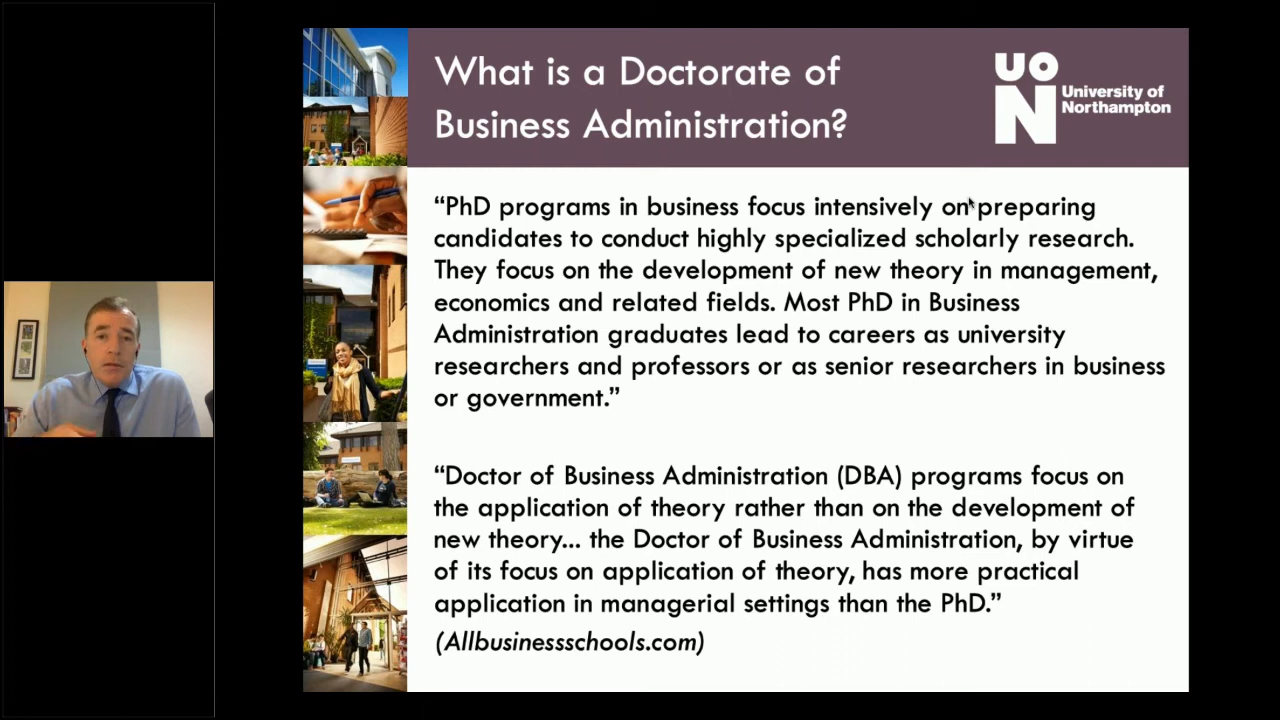 What is a Doctorate of
Business Administration?
UON
University of
Northampton
“PhD programs in business focus intensively on preparing
candidates to conduct highly specialized scholarly research.
They focus on the development of new theory in management,
economics and related fields. Most PhD in Business
Administration graduates lead to careers as university
researchers and professors or as senior researchers in business
or government.”
“Doctor of Business Administration (DBA) programs focus on
the application of theory rather than on the development of
new theory... the Doctor of Business Administration, by virtue
of its focus on application of theory, has more practical
application in managerial settings than the PhD.”
(Allbusinessschools.com)